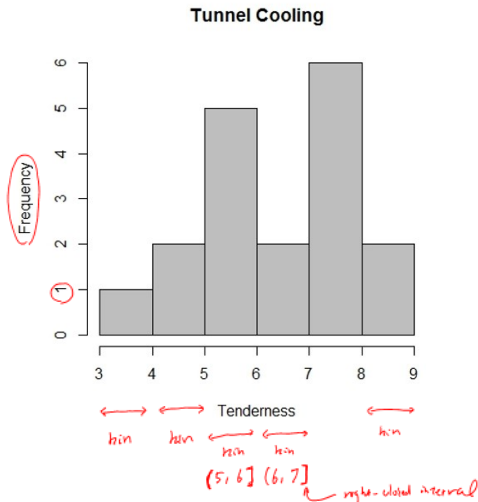 Tunnel Cooling
Frequency
6
5
4
3
2
1
0
3 4 5 6 7 8 9
Tenderness
bin bin bin bin bin
(5, 6] (6, 7]
right-closed interval